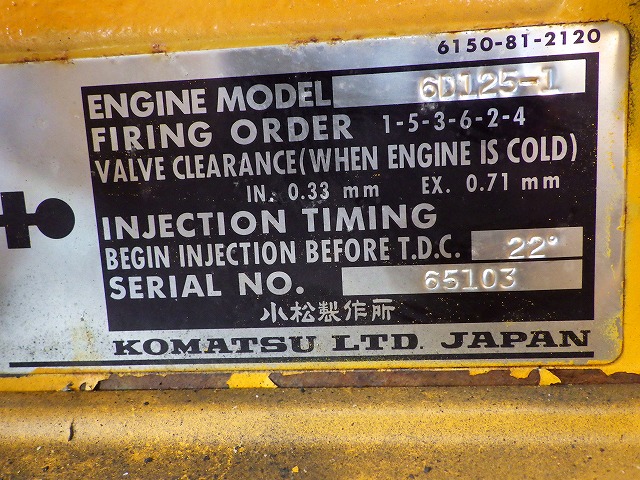 6150-81-2120
ENGINE MODEL 6D125-1
FIRING ORDER 1-5-3-6-2-4
VALVE CLEARANCE (WHEN ENGINE IS COLD)
IN. 0.33 mm EX. 0.71 mm
INJECTION TIMING
BEGIN INJECTION BEFORE T.D.C. 22°
SERIAL NO. 65103
小松製作所
KOMATSU LTD. JAPAN